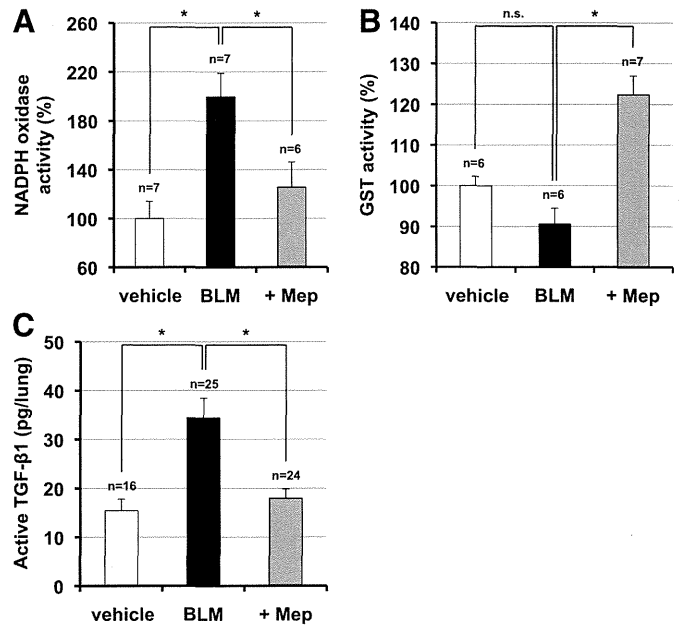 A
NADPH oxidase
activity (%)
260
220
180
140
100
60
*
*
n=7
n=7
n=6
vehicle
BLM
+ Mep
B
GST activity (%)
140
130
120
110
100
90
80
n.s.
*
n=6
n=6
n=7
vehicle
BLM
+ Mep
C
Active TGF-β1 (pg/lung)
50
40
30
20
10
0
*
*
n=16
n=25
n=24
vehicle
BLM
+ Mep